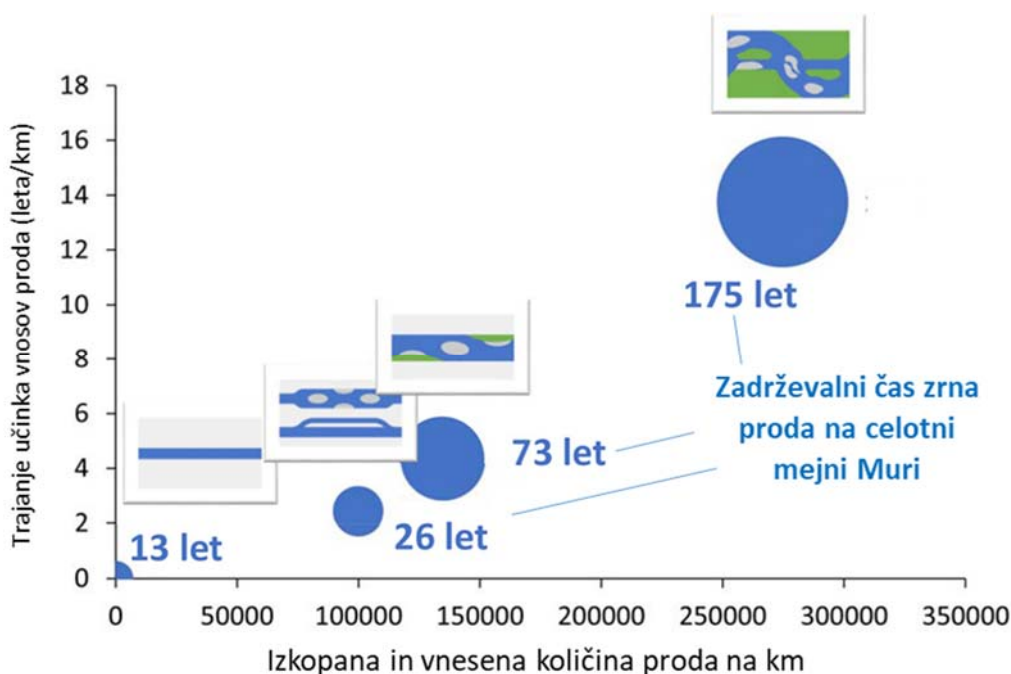 Trajanje učinka vnosov proda (leta/km)
18
16
14
12
10
8
6
4
2
0
175 let
73 let
26 let
13 let
Zadrževalni čas zrna
proda na celotni
mejni Muri
0 50000 100000 150000 200000 250000 300000 350000
Izkopana in vnesena količina proda na km